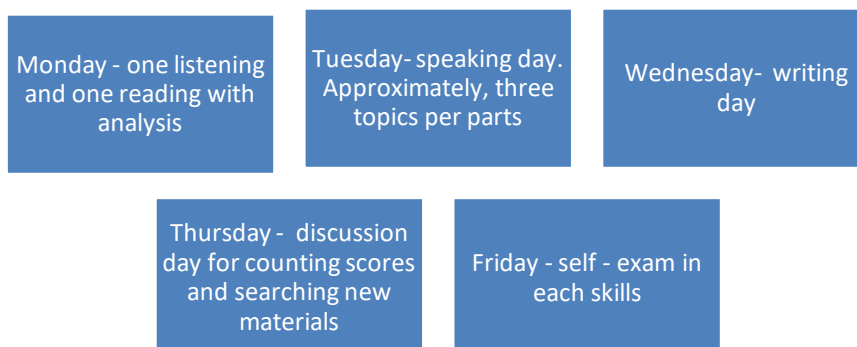 Monday - one listening
and one reading with
analysis
Tuesday- speaking day.
Approximately, three
topics per parts
Wednesday- writing
day
Thursday - discussion
day for counting scores
and searching new
materials
Friday - self - exam in
each skills